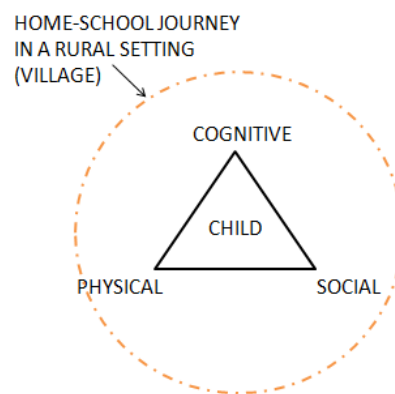 HOME-SCHOOL JOURNEY
IN A RURAL SETTING
(VILLAGE)
COGNITIVE
CHILD
PHYSICAL
SOCIAL